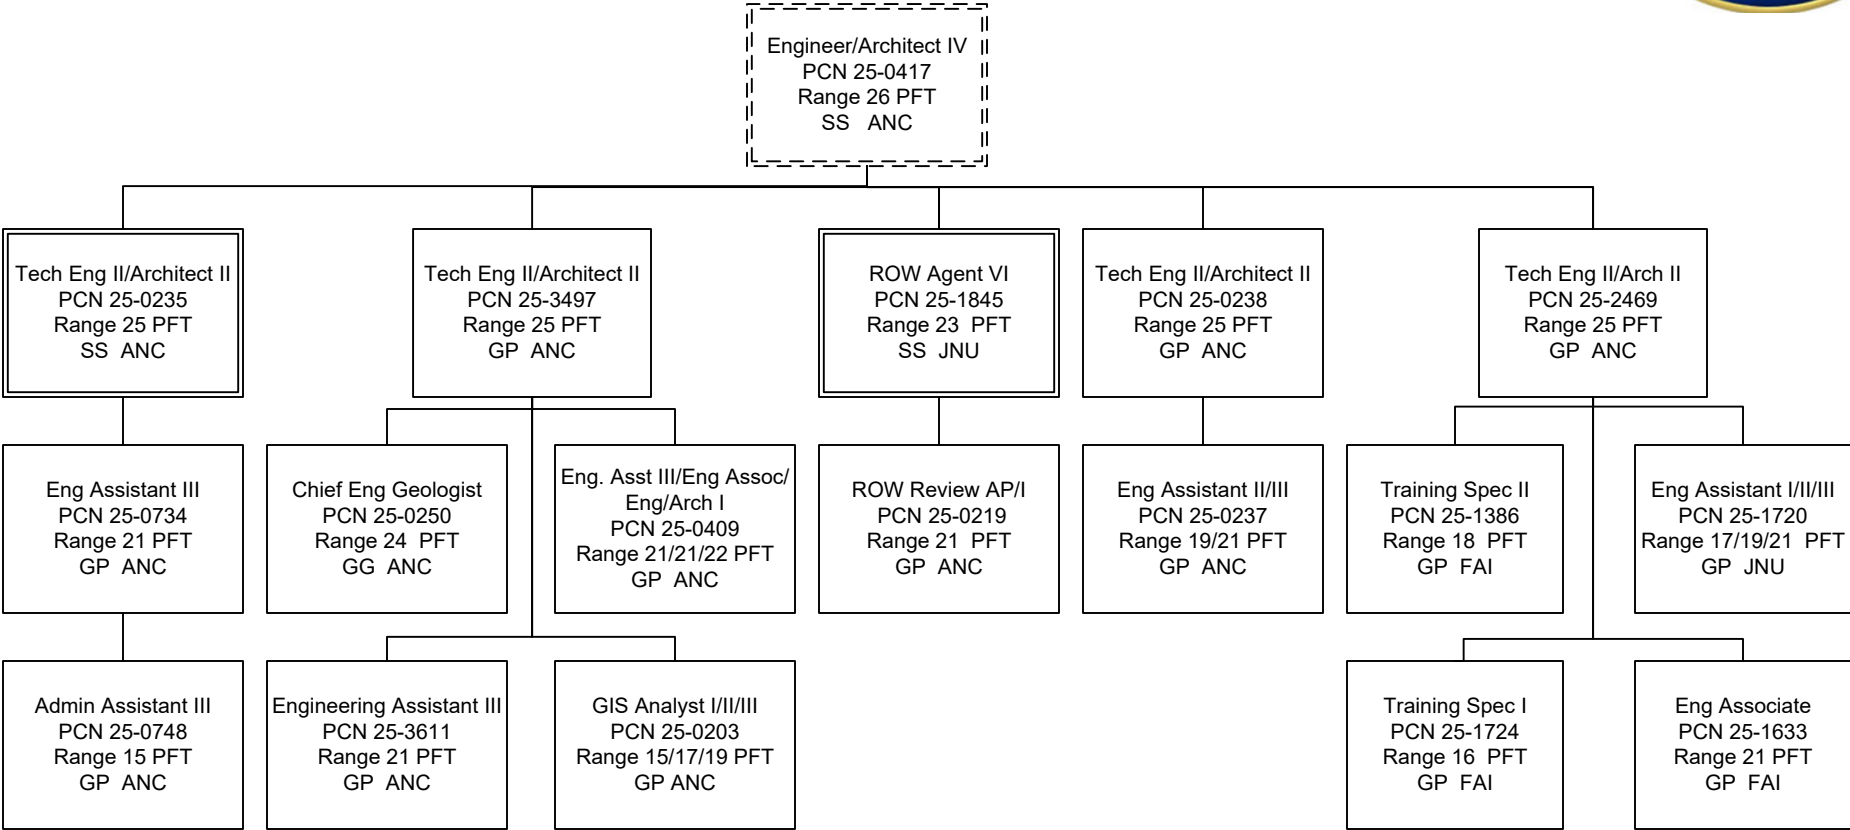 Engineer/Architect IV
PCN 25-0417
Range 26 PFT
SS ANC
Tech Eng II/Architect II
PCN 25-0235
Range 25 PFT
SS ANC
Tech Eng II/Architect II
PCN 25-3497
Range 25 PFT
GP ANC
ROW Agent VI
PCN 25-1845
Range 23 PFT
SS JNU
Tech Eng II/Architect II
PCN 25-0238
Range 25 PFT
GP ANC
Tech Eng II/Arch II
PCN 25-2469
Range 25 PFT
GP ANC
Eng Assistant III
PCN 25-0734
Range 21 PFT
GP ANC
Chief Eng Geologist
PCN 25-0250
Range 24 PFT
GG ANC
Eng. Asst III/Eng Assoc/
Eng/Arch I
PCN 25-0409
Range 21/21/22 PFT
GP ANC
ROW Review AP/I
PCN 25-0219
Range 21 PFT
GP ANC
Eng Assistant II/III
PCN 25-0237
Range 19/21 PFT
GP ANC
Training Spec II
PCN 25-1386
Range 18 PFT
GP FAI
Eng Assistant I/II/III
PCN 25-1720
Range 17/19/21 PFT
GP JNU
Admin Assistant III
PCN 25-0748
Range 15 PFT
GP ANC
Engineering Assistant III
PCN 25-3611
Range 21 PFT
GP ANC
GIS Analyst I/II/III
PCN 25-0203
Range 15/17/19 PFT
GP ANC
Training Spec I
PCN 25-1724
Range 16 PFT
GP FAI
Eng Associate
PCN 25-1633
Range 21 PFT
GP FAI